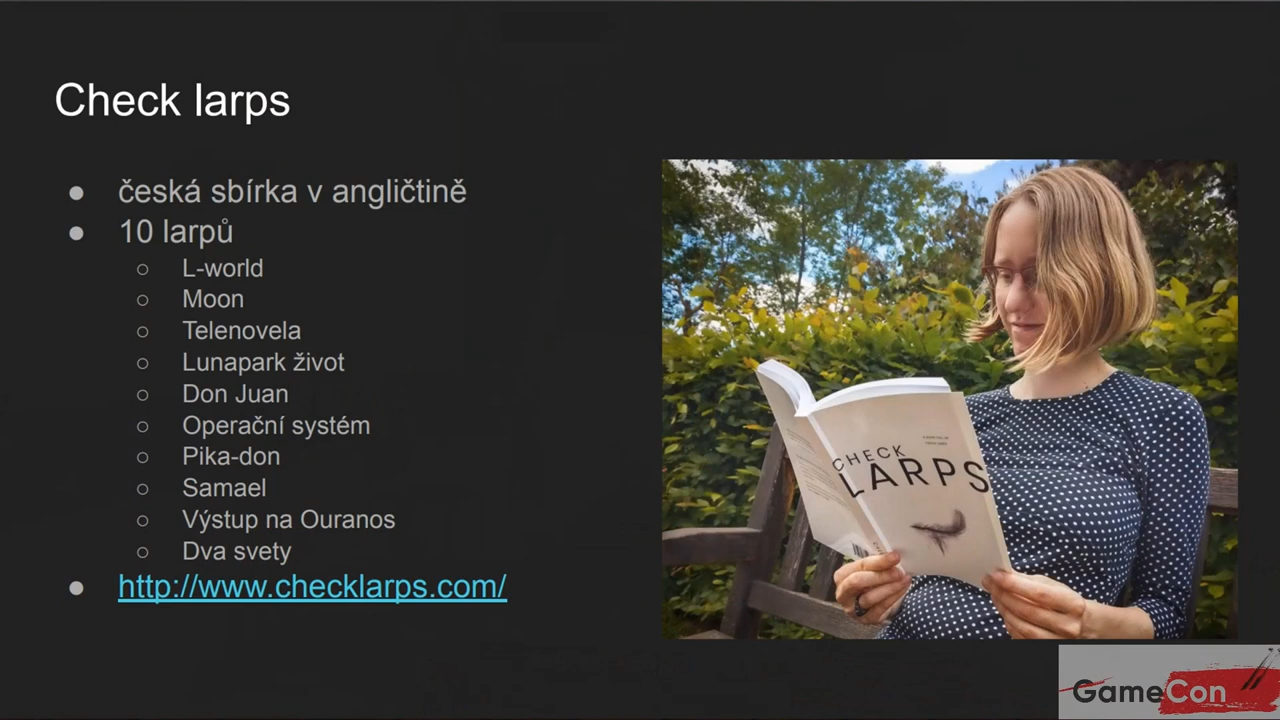 Check larps
● česká sbírka v angličtině
● 10 larpů
○ L-world
○ Moon
○ Telenovela
○ Lunapark život
○ Don Juan
○ Operační systém
○ Pika-don
○ Samael
○ Výstup na Ouranos
○ Dva svety
● http://www.checklarps.com/
CHECK
LARPS
GameCon